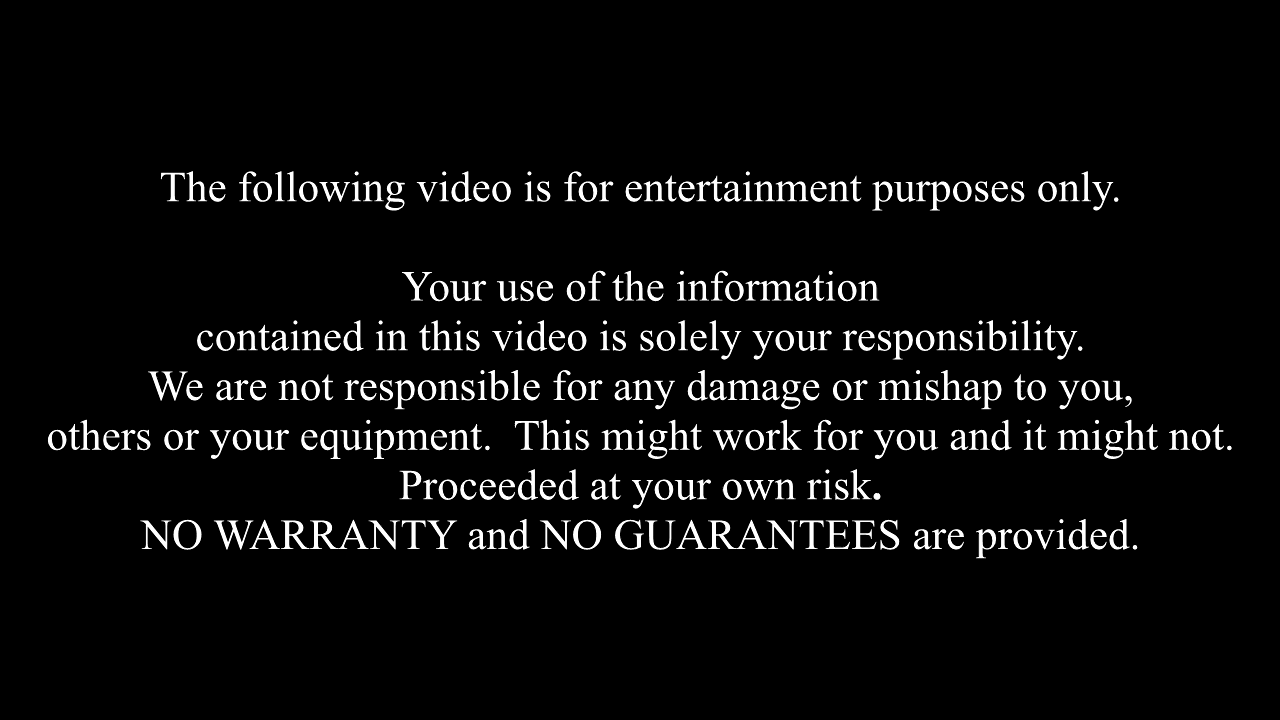 The following video is for entertainment purposes only.
Your use of the information
contained in this video is solely your responsibility.
We are not responsible for any damage or mishap to you,
others or your equipment.  This might work for you and it might not.
Proceeded at your own risk.
NO WARRANTY and NO GUARANTEES are provided.